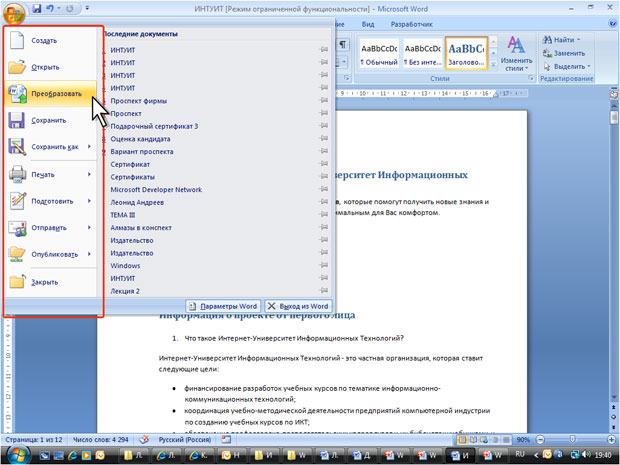 ИНТУИТ [Режим ограниченной функциональности] - Microsoft Word
Вид Разработчик
Создать
Открыть
Преобразовать
Сохранить
Сохранить как
Печать
Подготовить
Отправить
Опубликовать
Закрыть
Последние документы
1 ИНТУИТ
ИНТУИТ
ИНТУИТ
ИНТУИТ
Проспект фирмы
Проспект
Подарочный сертификат 3
Оценка кандидата
Вариант проспекта
Сертификат
Сертификаты
Microsoft Developer Network
Леонид Андреев
ТЕМА III
Алмазы в конспект
Издательство
Издательство
Windows
ИНТУИТ
Лекция 2
Параметры Word
Выход из Word
AaBbCcDc AaBbCcDc AaBbCc
¶ Обычный ¶ Без инте... Заголово...
Изменить стили
Стили
Найти
Заменить
Выделить
Редактирование
Информационных
которые помогут получить новые знания и
для Вас комфортом.
Информация о проекте от первого лица
1. Что такое Интернет-Университет Информационных Технологий?
Интернет-Университет Информационных Технологий - это частная организация, которая ставит
следующие цели:
• финансирование разработок учебных курсов по тематике информационно-
коммуникационных технологий;
• координация учебно-методической деятельности предприятий компьютерной индустрии
по созданию учебных курсов по ИКТ;
Страница: 1 из 12 Число слов: 4 294 Русский (Россия) 90%
RU 19:40